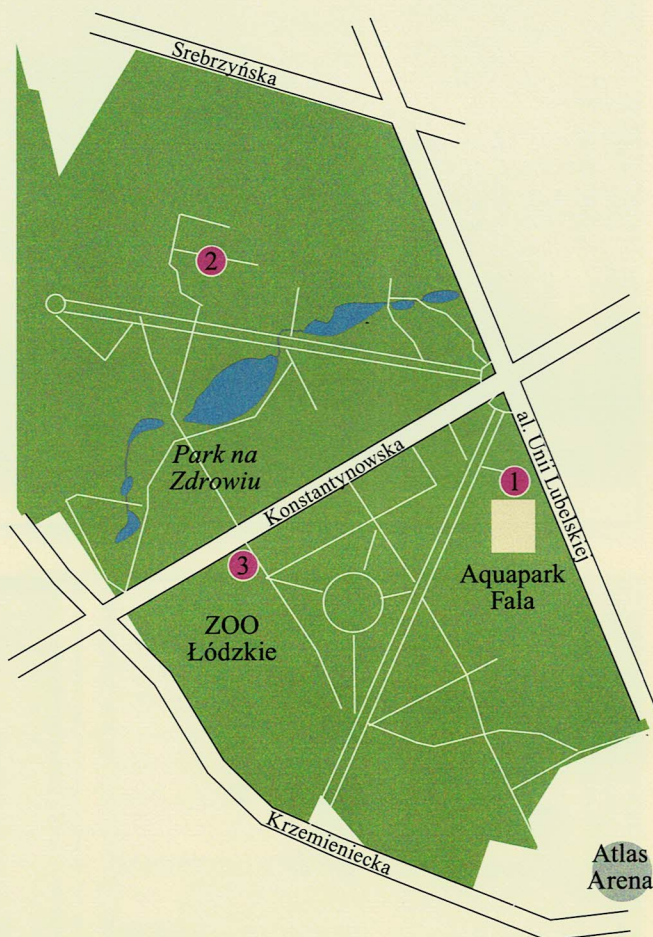 Srebrzyńska
2
Park na
Zdrowiu
Konstantynowska
al. Unii Lubelskiej
1
Aquapark
Fala
3
ZOO
Łódzkie
Krzemieniecka
Atlas
Arena